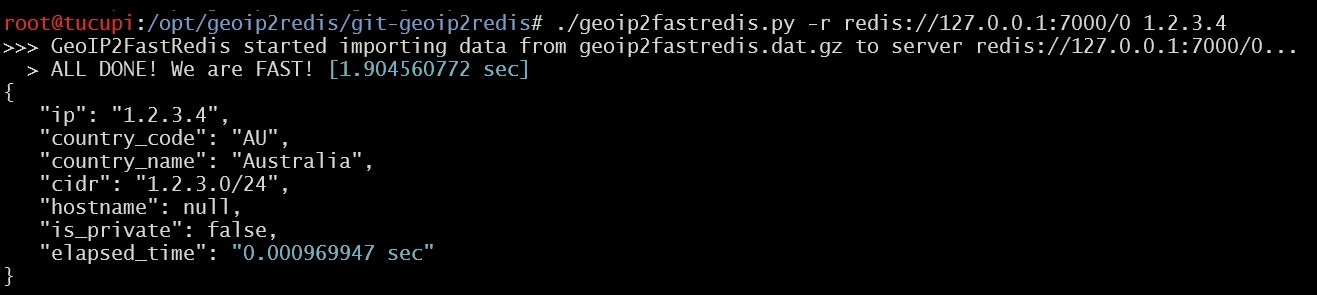 root@tucupi:/opt/geoip2redis/git-geoip2redis# ./geoip2fastredis.py -r redis://127.0.0.1:7000/0 1.2.3.4
>>> GeoIP2FastRedis started importing data from geoip2fastredis.dat.gz to server redis://127.0.0.1:7000/0...
  > ALL DONE! We are FAST! [1.904560772 sec]
{
   "ip": "1.2.3.4",
   "country_code": "AU",
   "country_name": "Australia",
   "cidr": "1.2.3.0/24",
   "hostname": null,
   "is_private": false,
   "elapsed_time": "0.000969947 sec"
}